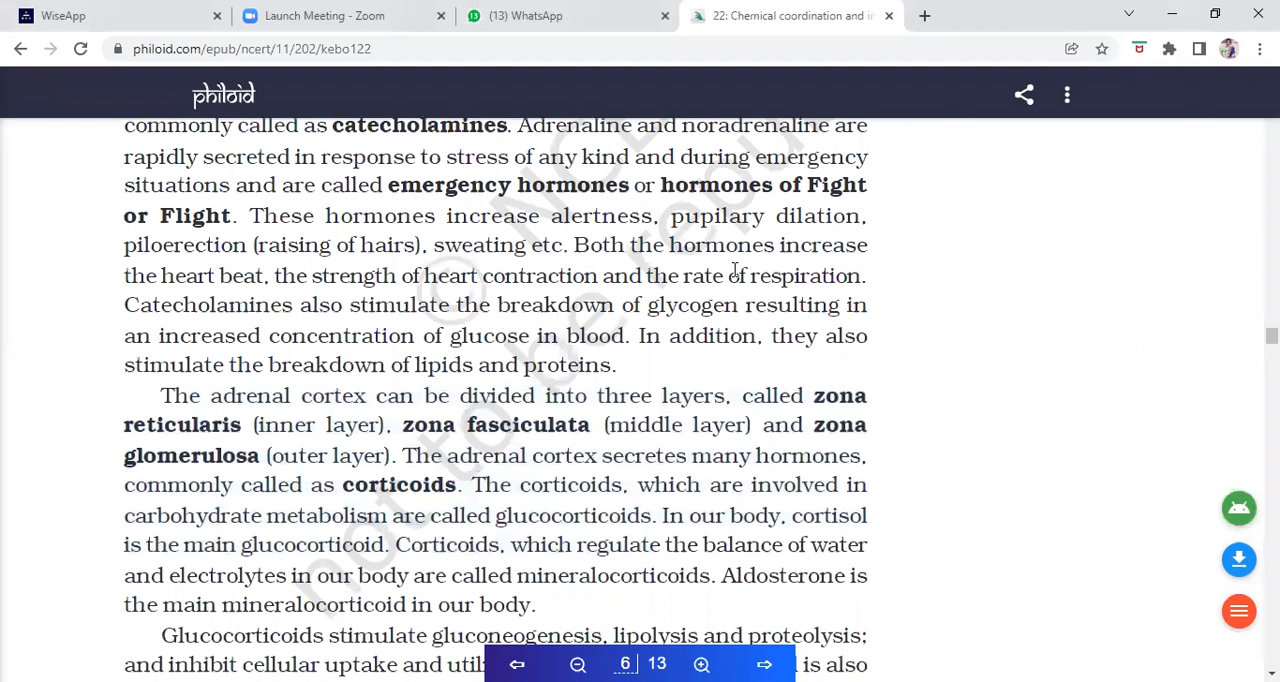 WiseApp
Launch Meeting - Zoom
(13) WhatsApp
22: Chemical coordination and in
philoid.com/epub/ncert/11/202/kebo122
philoid
commonly called as catecholamines. Adrenaline and noradrenaline are
rapidly secreted in response to stress of any kind and during emergency
situations and are called emergency hormones or hormones of Fight
or Flight. These hormones increase alertness, pupilary dilation,
piloerection (raising of hairs), sweating etc. Both the hormones increase
the heart beat, the strength of heart contraction and the rate of respiration.
Catecholamines also stimulate the breakdown of glycogen resulting in
an increased concentration of glucose in blood. In addition, they also
stimulate the breakdown of lipids and proteins.
The adrenal cortex can be divided into three layers, called zona
reticularis (inner layer), zona fasciculata (middle layer) and zona
glomerulosa (outer layer). The adrenal cortex secretes many hormones,
commonly called as corticoids. The corticoids, which are involved in
carbohydrate metabolism are called glucocorticoids. In our body, cortisol
is the main glucocorticoid. Corticoids, which regulate the balance of water
and electrolytes in our body are called mineralocorticoids. Aldosterone is
the main mineralocorticoid in our body.
Glucocorticoids stimulate gluconeogenesis, lipolysis and proteolysis;
and inhibit cellular uptake and util is also
6 13
© NCE
not to be repu